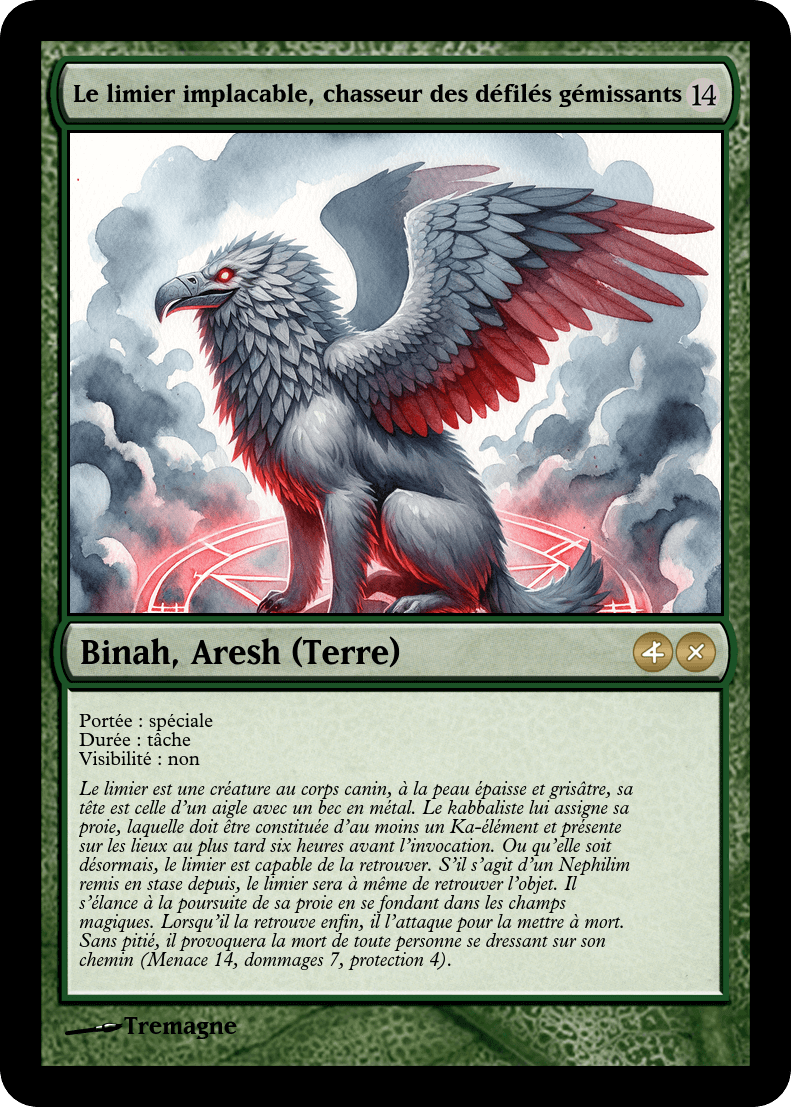 Le limier implacable, chasseur des défilés gémissants 14
Binah, Aresh (Terre) 4 ×
Portée : spéciale
Durée : tâche
Visibilité : non
Le limier est une créature au corps canin, à la peau épaisse et grisâtre, sa
tête est celle d'un aigle avec un bec en métal. Le kabbaliste lui assigne sa
proie, laquelle doit être constituée d'au moins un Ka-élément et présente
sur les lieux au plus tard six heures avant l'invocation. Ou qu'elle soit
désormais, le limier est capable de la retrouver. S'il s'agit d'un Nephilim
remis en stase depuis, le limier sera à même de retrouver l'objet. Il
s'élance à la poursuite de sa proie en se fondant dans les champs
magiques. Lorsqu'il la retrouve enfin, il l'attaque pour la mettre à mort.
Sans pitié, il provoquera la mort de toute personne se dressant sur son
chemin (Menace 14, dommages 7, protection 4).
Tremagne